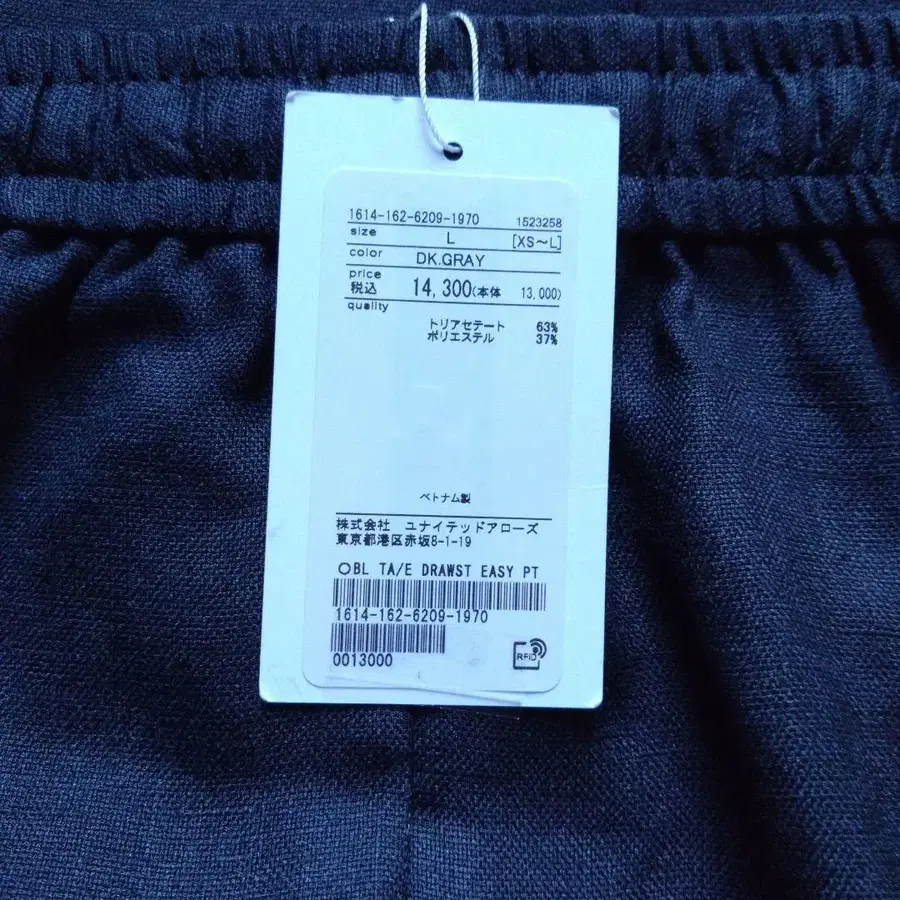 1614-162-6209-1970 1523258
size L [XS～L]
color DK.GRAY
price
税込 14,300(本体 13,000)
quality
トリアセテート 63%
ポリエステル 37%
ベトナム製
株式会社 ユナイテッドアローズ
東京都港区赤坂8-1-19
○BL TA/E DRAWST EASY PT
1614-162-6209-1970
0013000
RFID